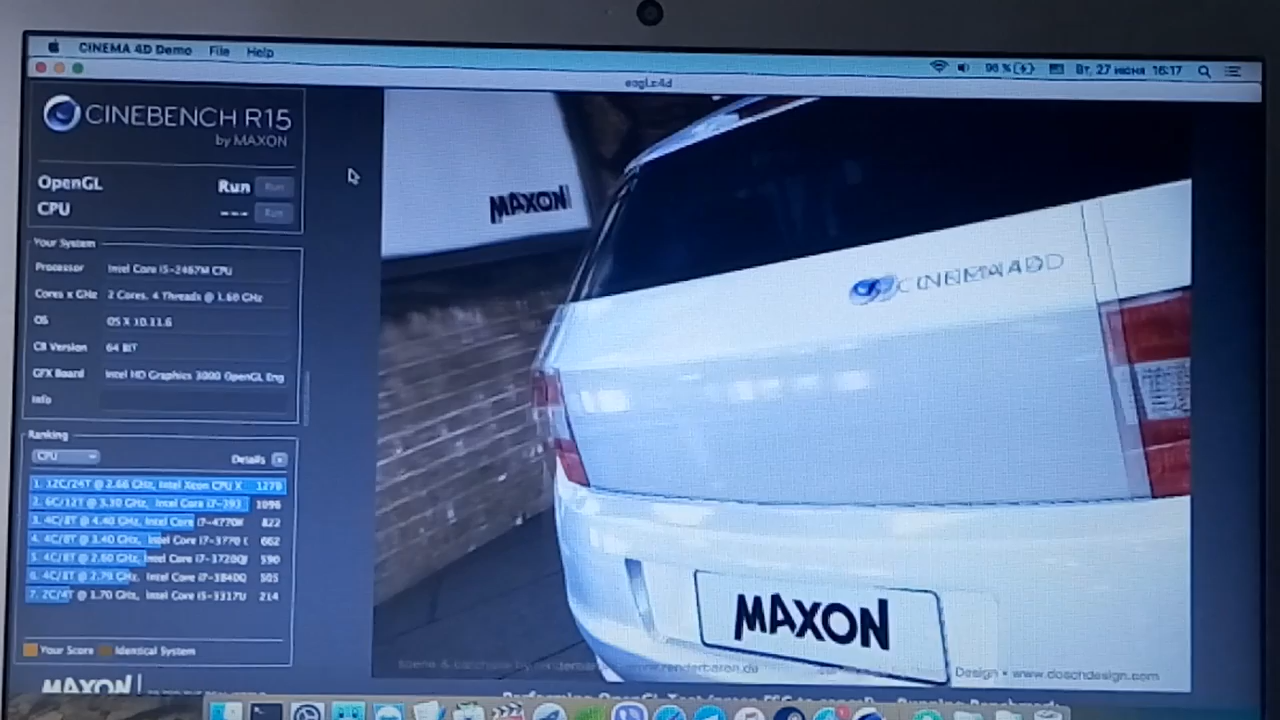 CINEMA 4D Demo File Help
96% Вт, 27 июня 16:17
CINEBENCH R15
by MAXON
OpenGL Run Run
CPU --- Run
Your System
Processor Intel Core i5-2467M CPU
Cores x GHz 2 Cores, 4 Threads @ 1.60 GHz
OS OS X 10.11.6
CB Version 64 BIT
GFX Board Intel HD Graphics 3000 OpenGL Eng
Info
Ranking
CPU Details
1. 12C/24T @ 2.66 GHz, Intel Xeon CPU X 1279
2. 6C/12T @ 3.30 GHz, Intel Core i7-393 1096
3. 4C/8T @ 4.40 GHz, Intel Core i7-4770K 822
4. 4C/8T @ 3.40 GHz, Intel Core i7-3770 662
5. 4C/8T @ 2.60 GHz, Intel Core i7-3720Q 590
6. 4C/8T @ 2.79 GHz, Intel Core i7-3840Q 505
7. 2C/4T @ 1.70 GHz, Intel Core i5-3317U 214
Your Score Identical System
MAXON
MAXON
CINEMA 4D
MAXON
Design • www.doschdesign.com